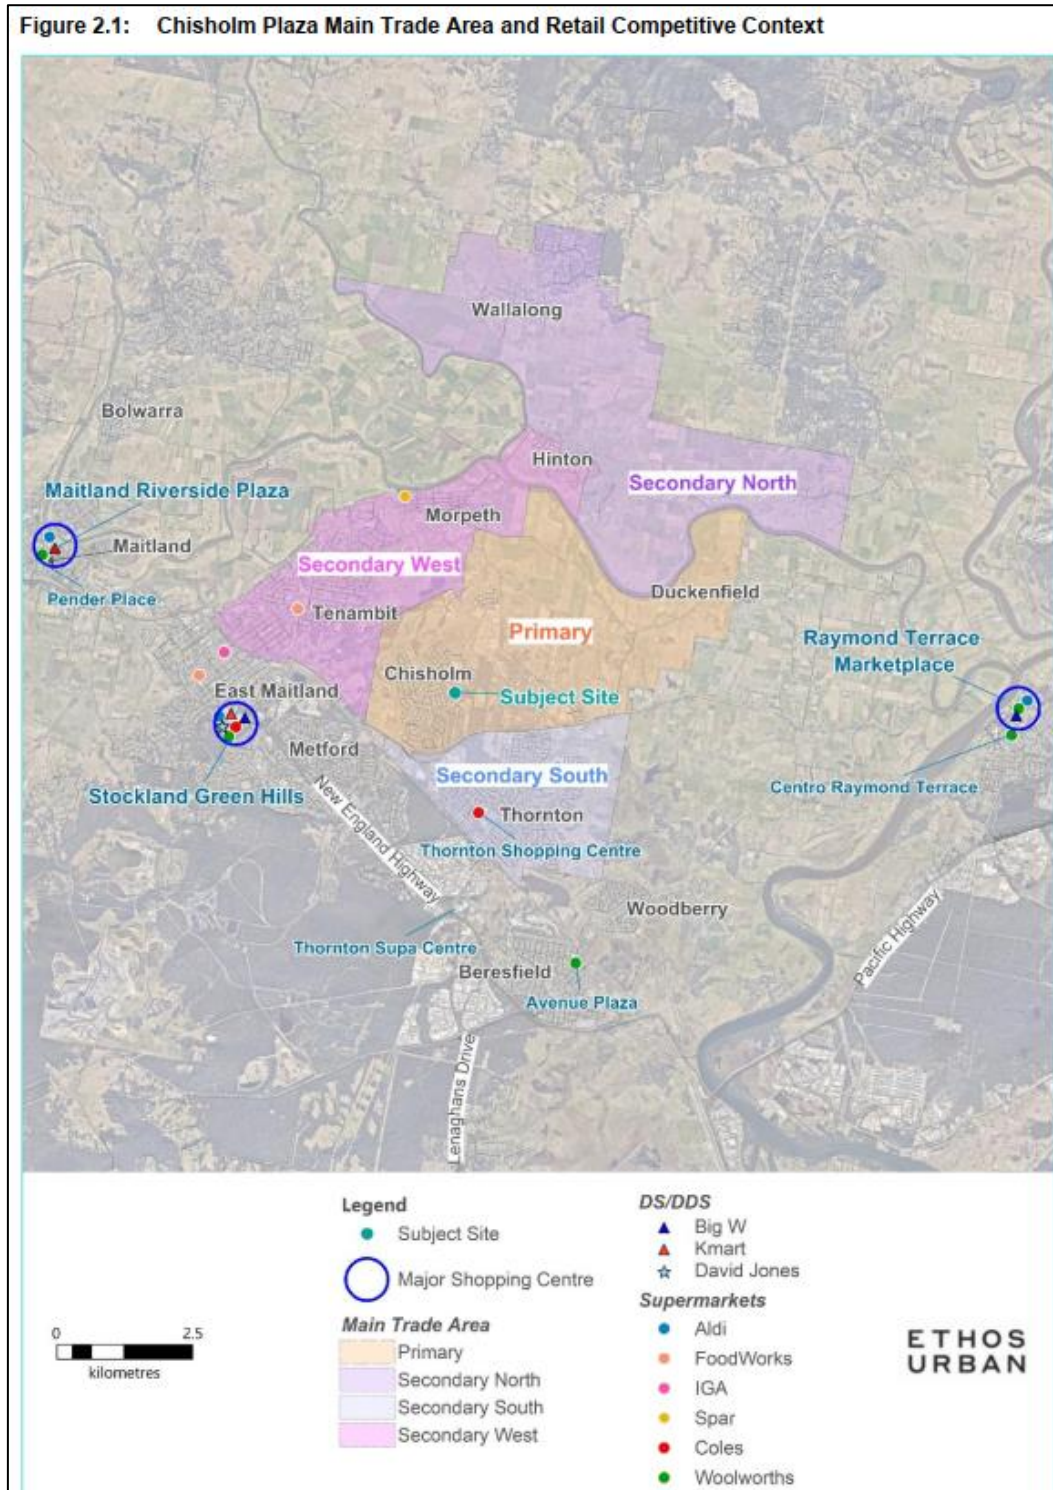 Figure 2.1: Chisholm Plaza Main Trade Area and Retail Competitive Context
Wallalong
Bolwarra
Hinton
Secondary North
Maitland Riverside Plaza
Morpeth
Maitland
Secondary West
Pender Place
Duckenfield
Tenambit
Primary
Raymond Terrace
Marketplace
Chisholm
East Maitland
Subject Site
Metford
Secondary South
Centro Raymond Terrace
Stockland Green Hills
New England Highway
Thornton
Thornton Shopping Centre
Woodberry
Pacific Highway
Thornton Supa Centre
Beresfield
Avenue Plaza
Lenaghans Drive
Legend
Subject Site
Major Shopping Centre
Main Trade Area
Primary
Secondary North
Secondary South
Secondary West
DS/DDS
Big W
Kmart
David Jones
Supermarkets
Aldi
FoodWorks
IGA
Spar
Coles
Woolworths
0 2.5
kilometres
ETHOS
URBAN